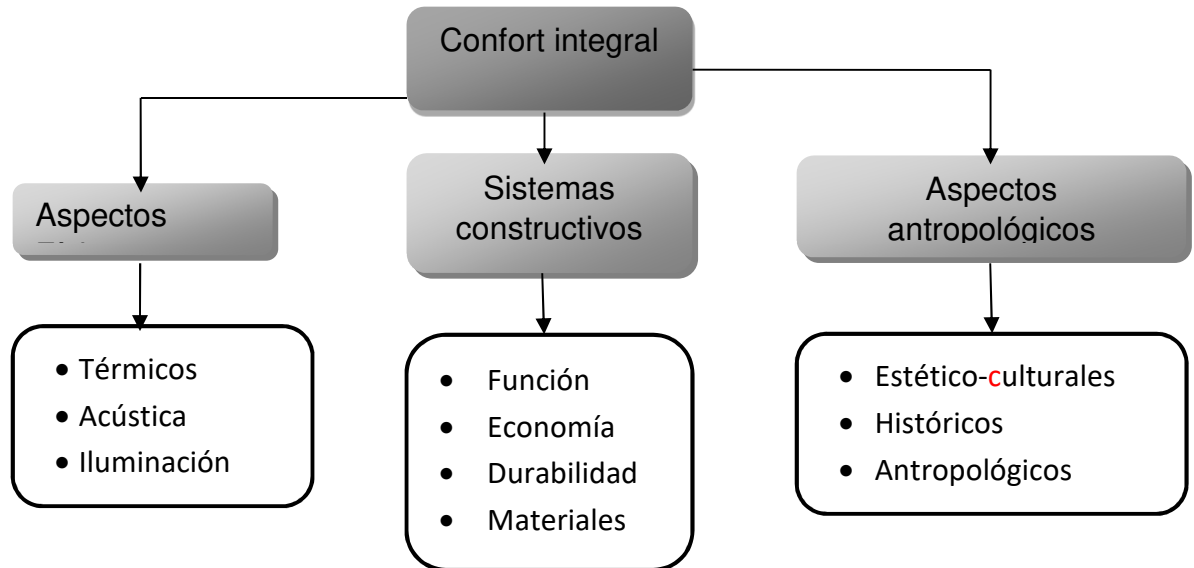 Confort integral
Aspectos
Sistemas
constructivos
Aspectos
antropológicos
• Térmicos
• Acústica
• Iluminación
• Función
• Economía
• Durabilidad
• Materiales
• Estético-culturales
• Históricos
• Antropológicos